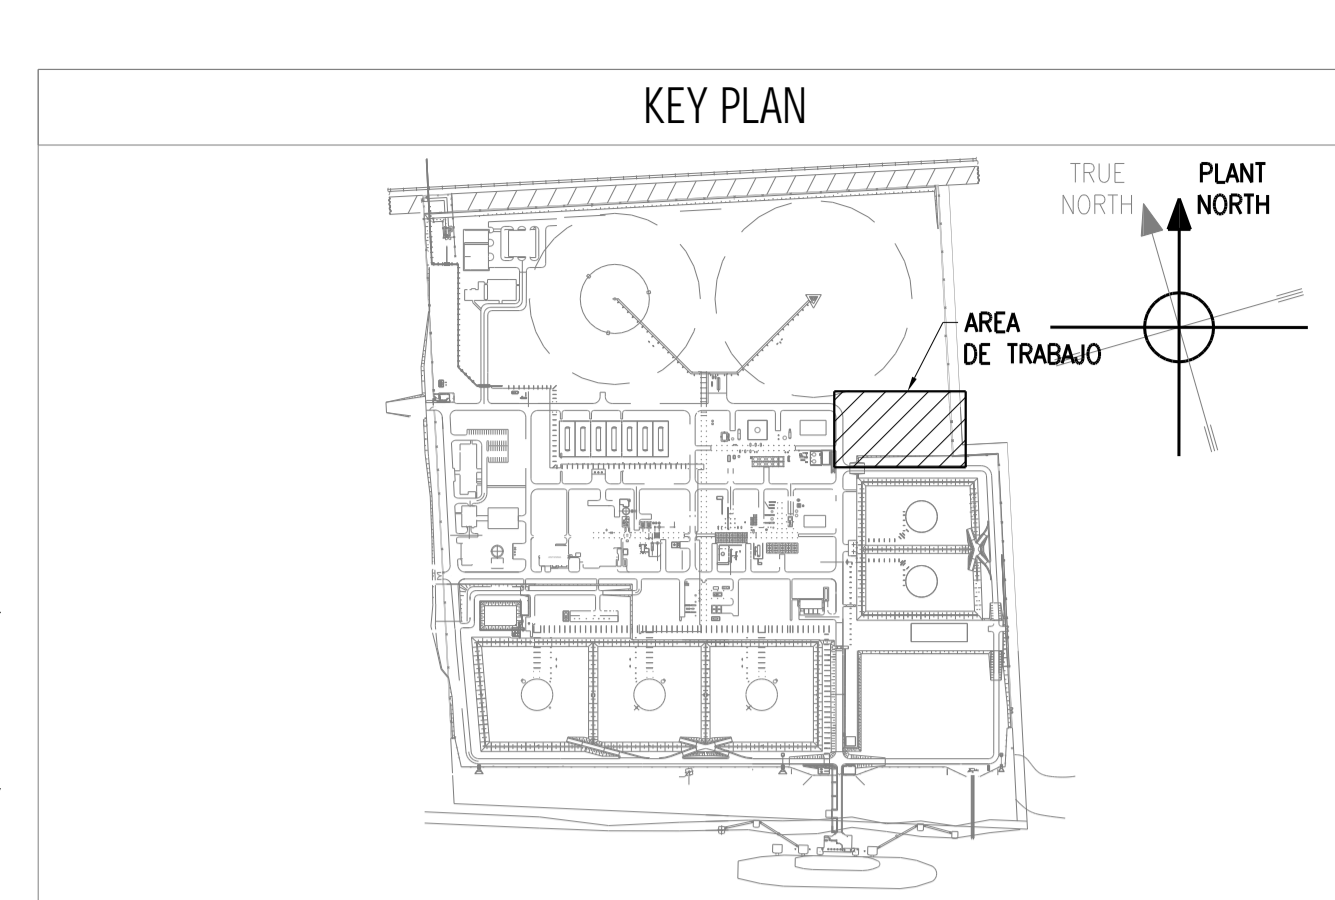 KEY PLAN
TRUE
NORTH
PLANT
NORTH
AREA
DE TRABAJO